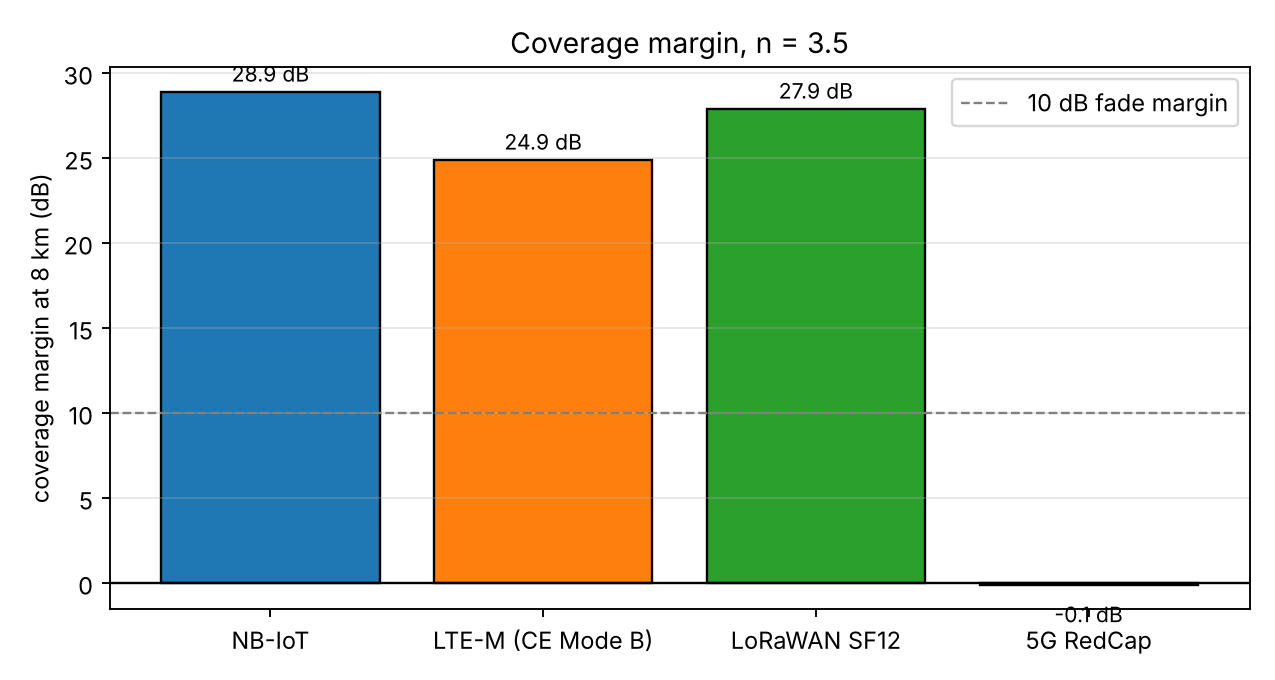 Coverage margin, n = 3.5
28.9 dB
24.9 dB
27.9 dB
-0.1 dB
10 dB fade margin
coverage margin at 8 km (dB)
30
25
20
15
10
5
0
NB-IoT
LTE-M (CE Mode B)
LoRaWAN SF12
5G RedCap